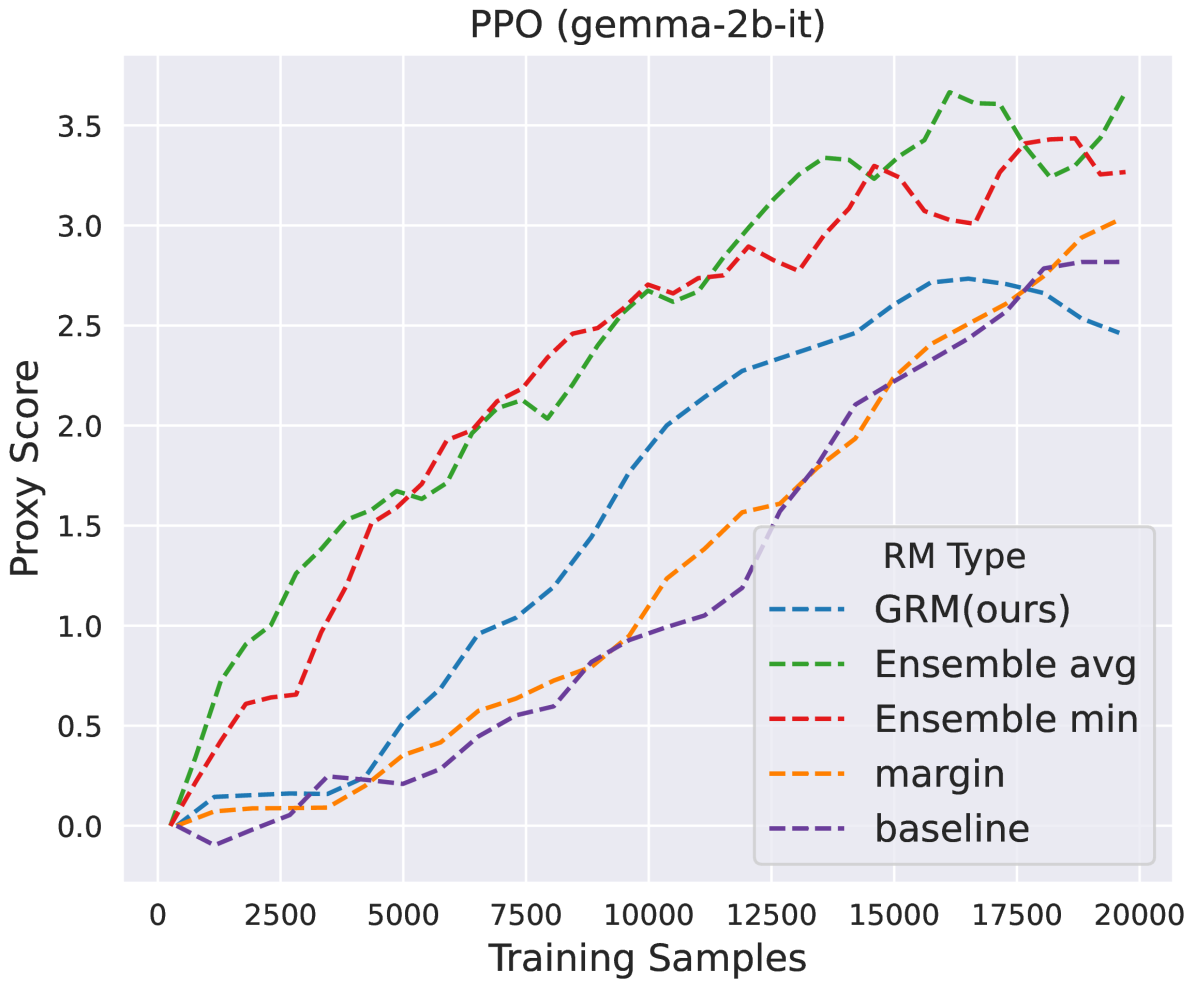 PPO (gemma-2b-it)
Proxy Score
3.5
3.0
2.5
2.0
1.5
1.0
0.5
0.0
RM Type
GRM(ours)
Ensemble avg
Ensemble min
margin
baseline
0 2500 5000 7500 10000 12500 15000 17500 20000
Training Samples